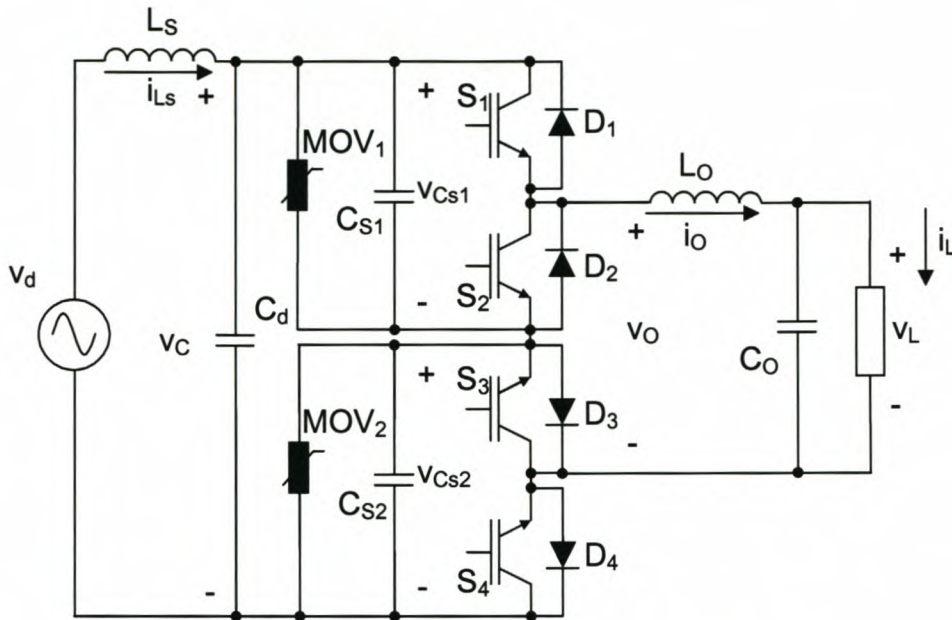 L_S
i_Ls +
+ S_1 D_1
MOV_1
L_O
v_Cs1
C_S1
+ i_O
i_L
S_2 D_2
-
+
v_d
C_d
v_C
v_O
C_O
v_L
+ S_3
D_3
MOV_2
-
-
v_Cs2
C_S2
S_4 D_4
-
-